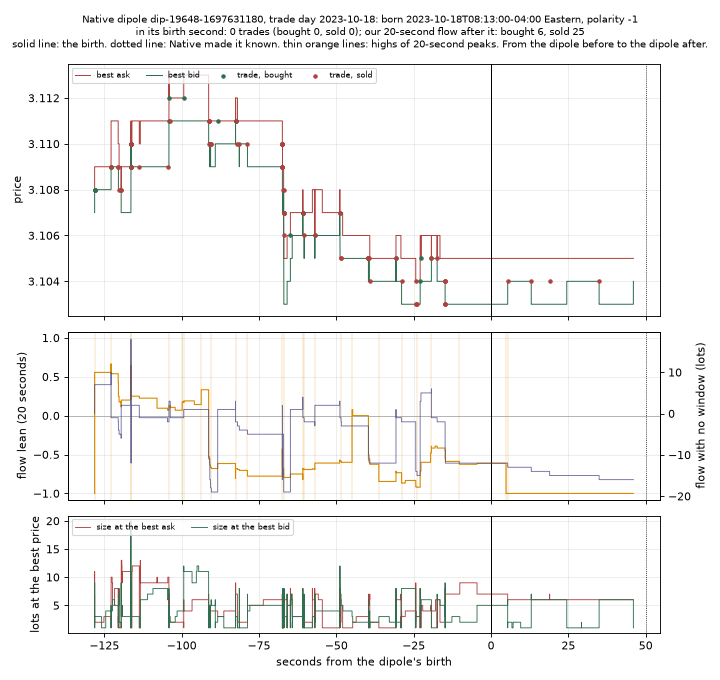 Native dipole dip-19648-1697631180, trade day 2023-10-18: born 2023-10-18T08:13:00-04:00 Eastern, polarity -1
in its birth second: 0 trades (bought 0, sold 0); our 20-second flow after it: bought 6, sold 25
solid line: the birth. dotted line: Native made it known. thin orange lines: highs of 20-second peaks. From the dipole before to the dipole after.
best ask best bid trade, bought trade, sold
3.112
3.110
3.108
3.106
3.104
price
1.0
0.5
0.0
−0.5
−1.0
flow lean (20 seconds)
10
0
−10
−20
flow with no window (lots)
size at the best ask size at the best bid
20
15
10
5
lots at the best price
−125 −100 −75 −50 −25 0 25 50
seconds from the dipole's birth